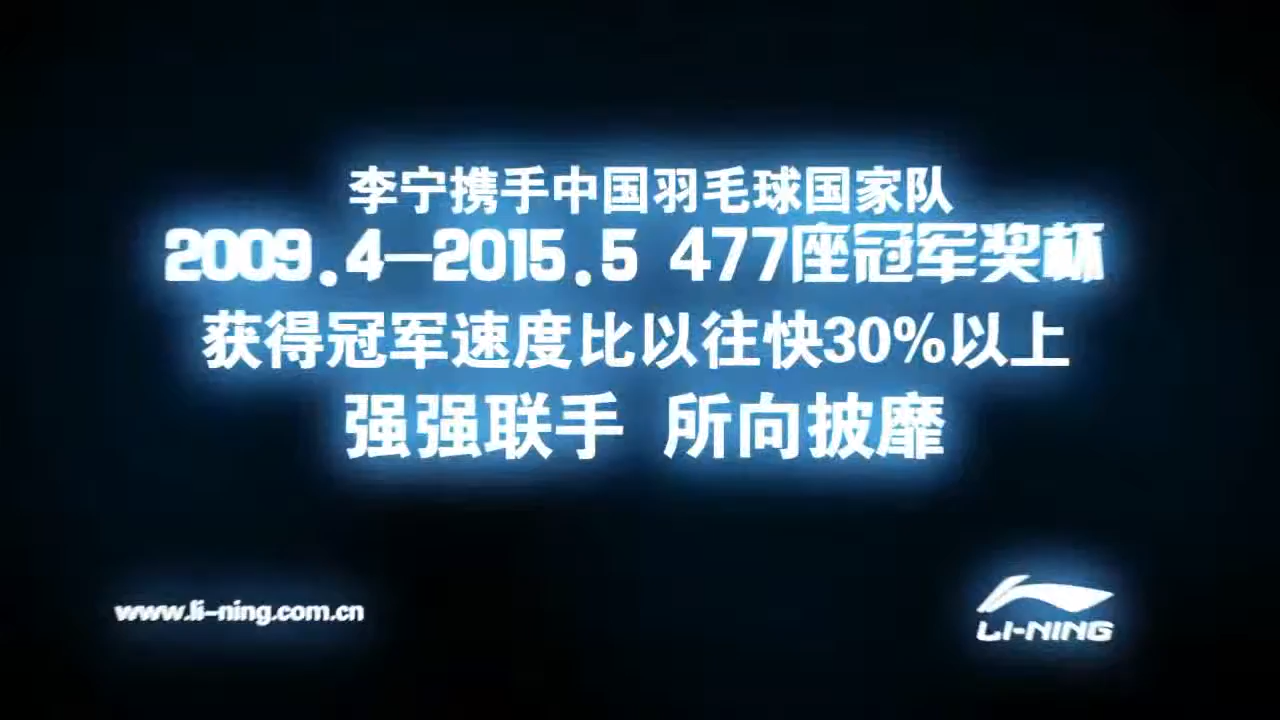 李宁携手中国羽毛球国家队
2009.4-2015.5 477座冠军奖杯
获得冠军速度比以往快30%以上
强强联手 所向披靡
www.li-ning.com.cn
LI-NING